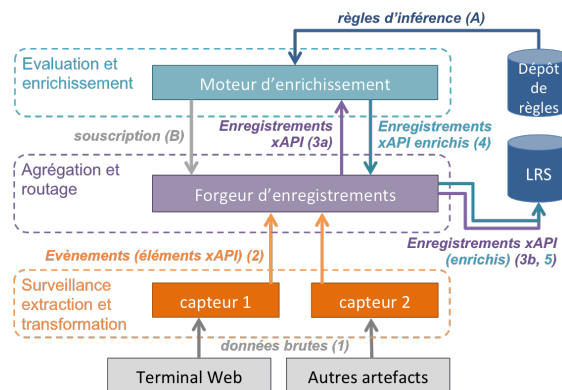 règles d’inférence (A)
Evaluation et
enrichissement
Moteur d’enrichissement
Dépôt
de
règles
souscription (B)
Enregistrements
xAPI (3a)
Enregistrements
xAPI enrichis (4)
Agrégation et
routage
Forgeur d’enregistrements
LRS
Enregistrements xAPI
(enrichis) (3b, 5)
Evènements (éléments xAPI) (2)
Surveillance
extraction et
transformation
capteur 1
capteur 2
données brutes (1)
Terminal Web
Autres artefacts